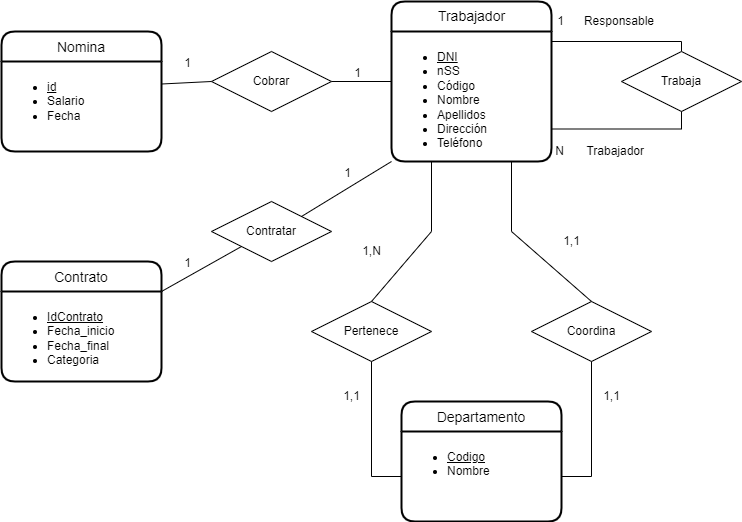 Trabajador
DNI
nSS
Código
Nombre
Apellidos
Dirección
Teléfono
Nomina
id
Salario
Fecha
1
Cobrar
1
1 Responsable
Trabaja
N Trabajador
1
Contratar
1
Contrato
IdContrato
Fecha_inicio
Fecha_final
Categoria
1,N
Pertenece
1,1
1,1
Coordina
1,1
Departamento
Codigo
Nombre